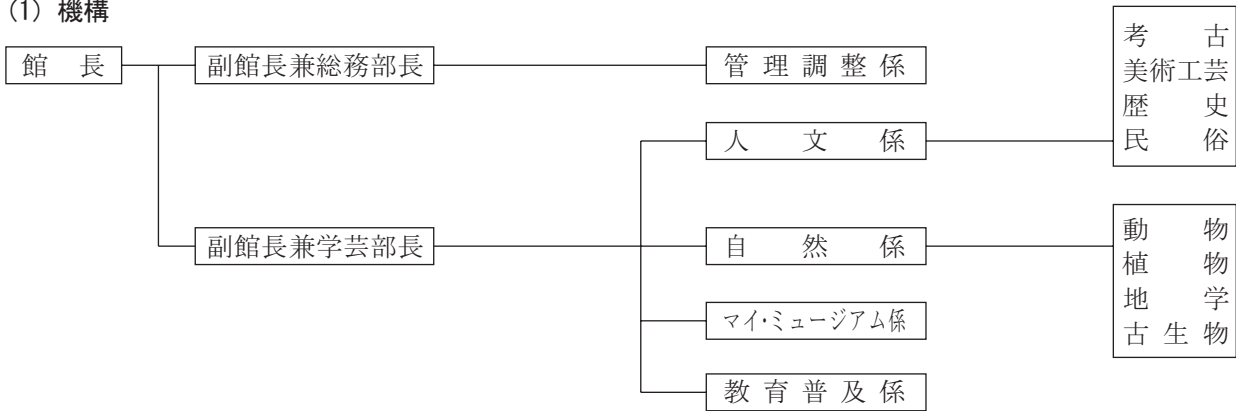 (1) 機構
館長
副館長兼総務部長
管理調整係
考古
美術工芸
歴史
民俗
人文係
副館長兼学芸部長
自然係
動物
植物
地学
古生物
マイ・ミュージアム係
教育普及係